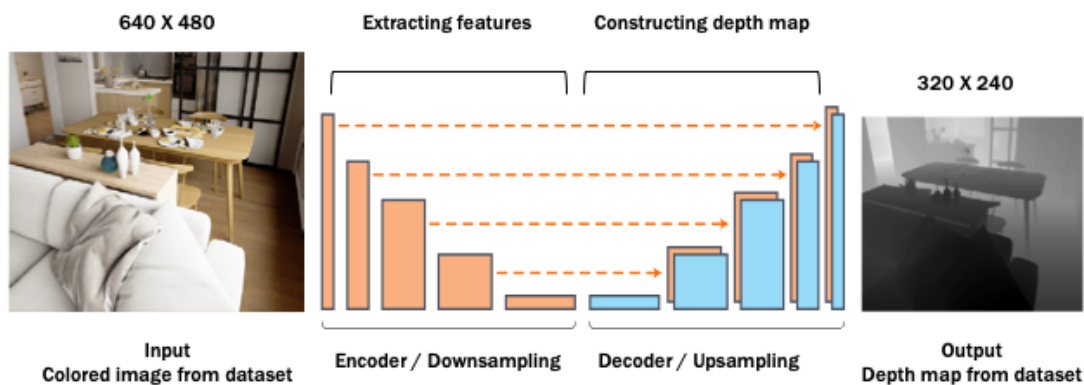 640 X 480
Extracting features
Constructing depth map
320 X 240
Input
Colored image from dataset
Encoder / Downsampling
Decoder / Upsampling
Output
Depth map from dataset